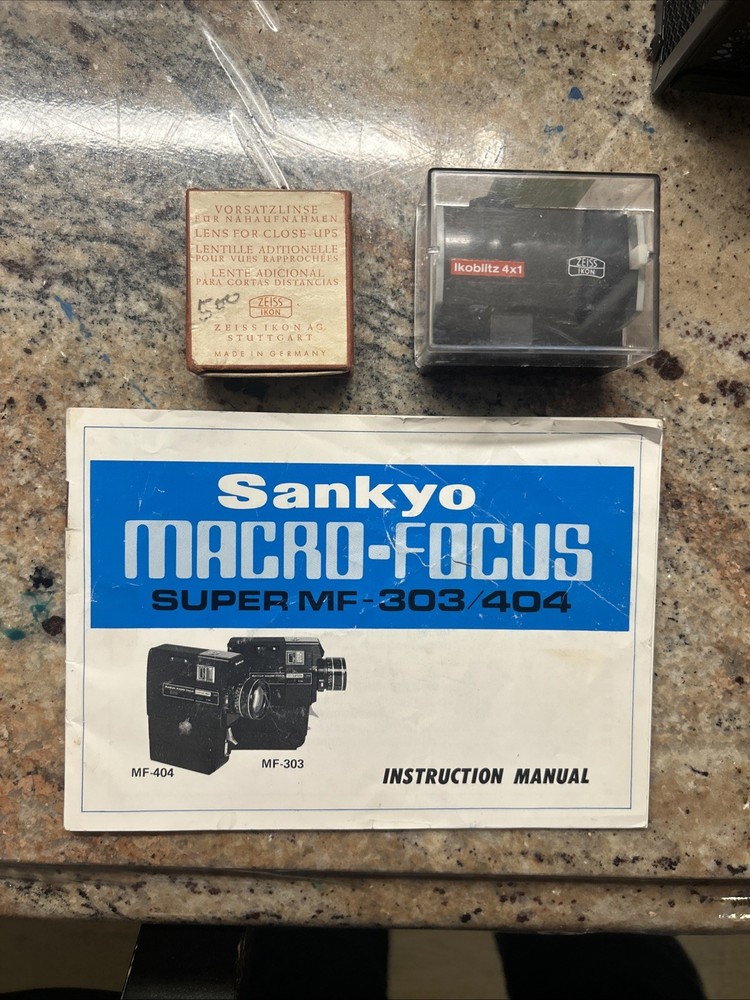 VORSATZLINSE
FÜR NAHAUFNAHMEN
LENS FOR CLOSE-UPS
LENTILLE ADITIONELLE
POUR VUES RAPPROCHÉES
LENTE ADICIONAL
PARA CORTAS DISTANCIAS
500
ZEISS
IKON
ZEISS IKON AG.
STUTTGART
MADE IN GERMANY
Ikoblitz 4x1
ZEISS
IKON
Sankyo
MACRO-FOCUS
SUPER MF-303/404
MF-404
MF-303
INSTRUCTION MANUAL